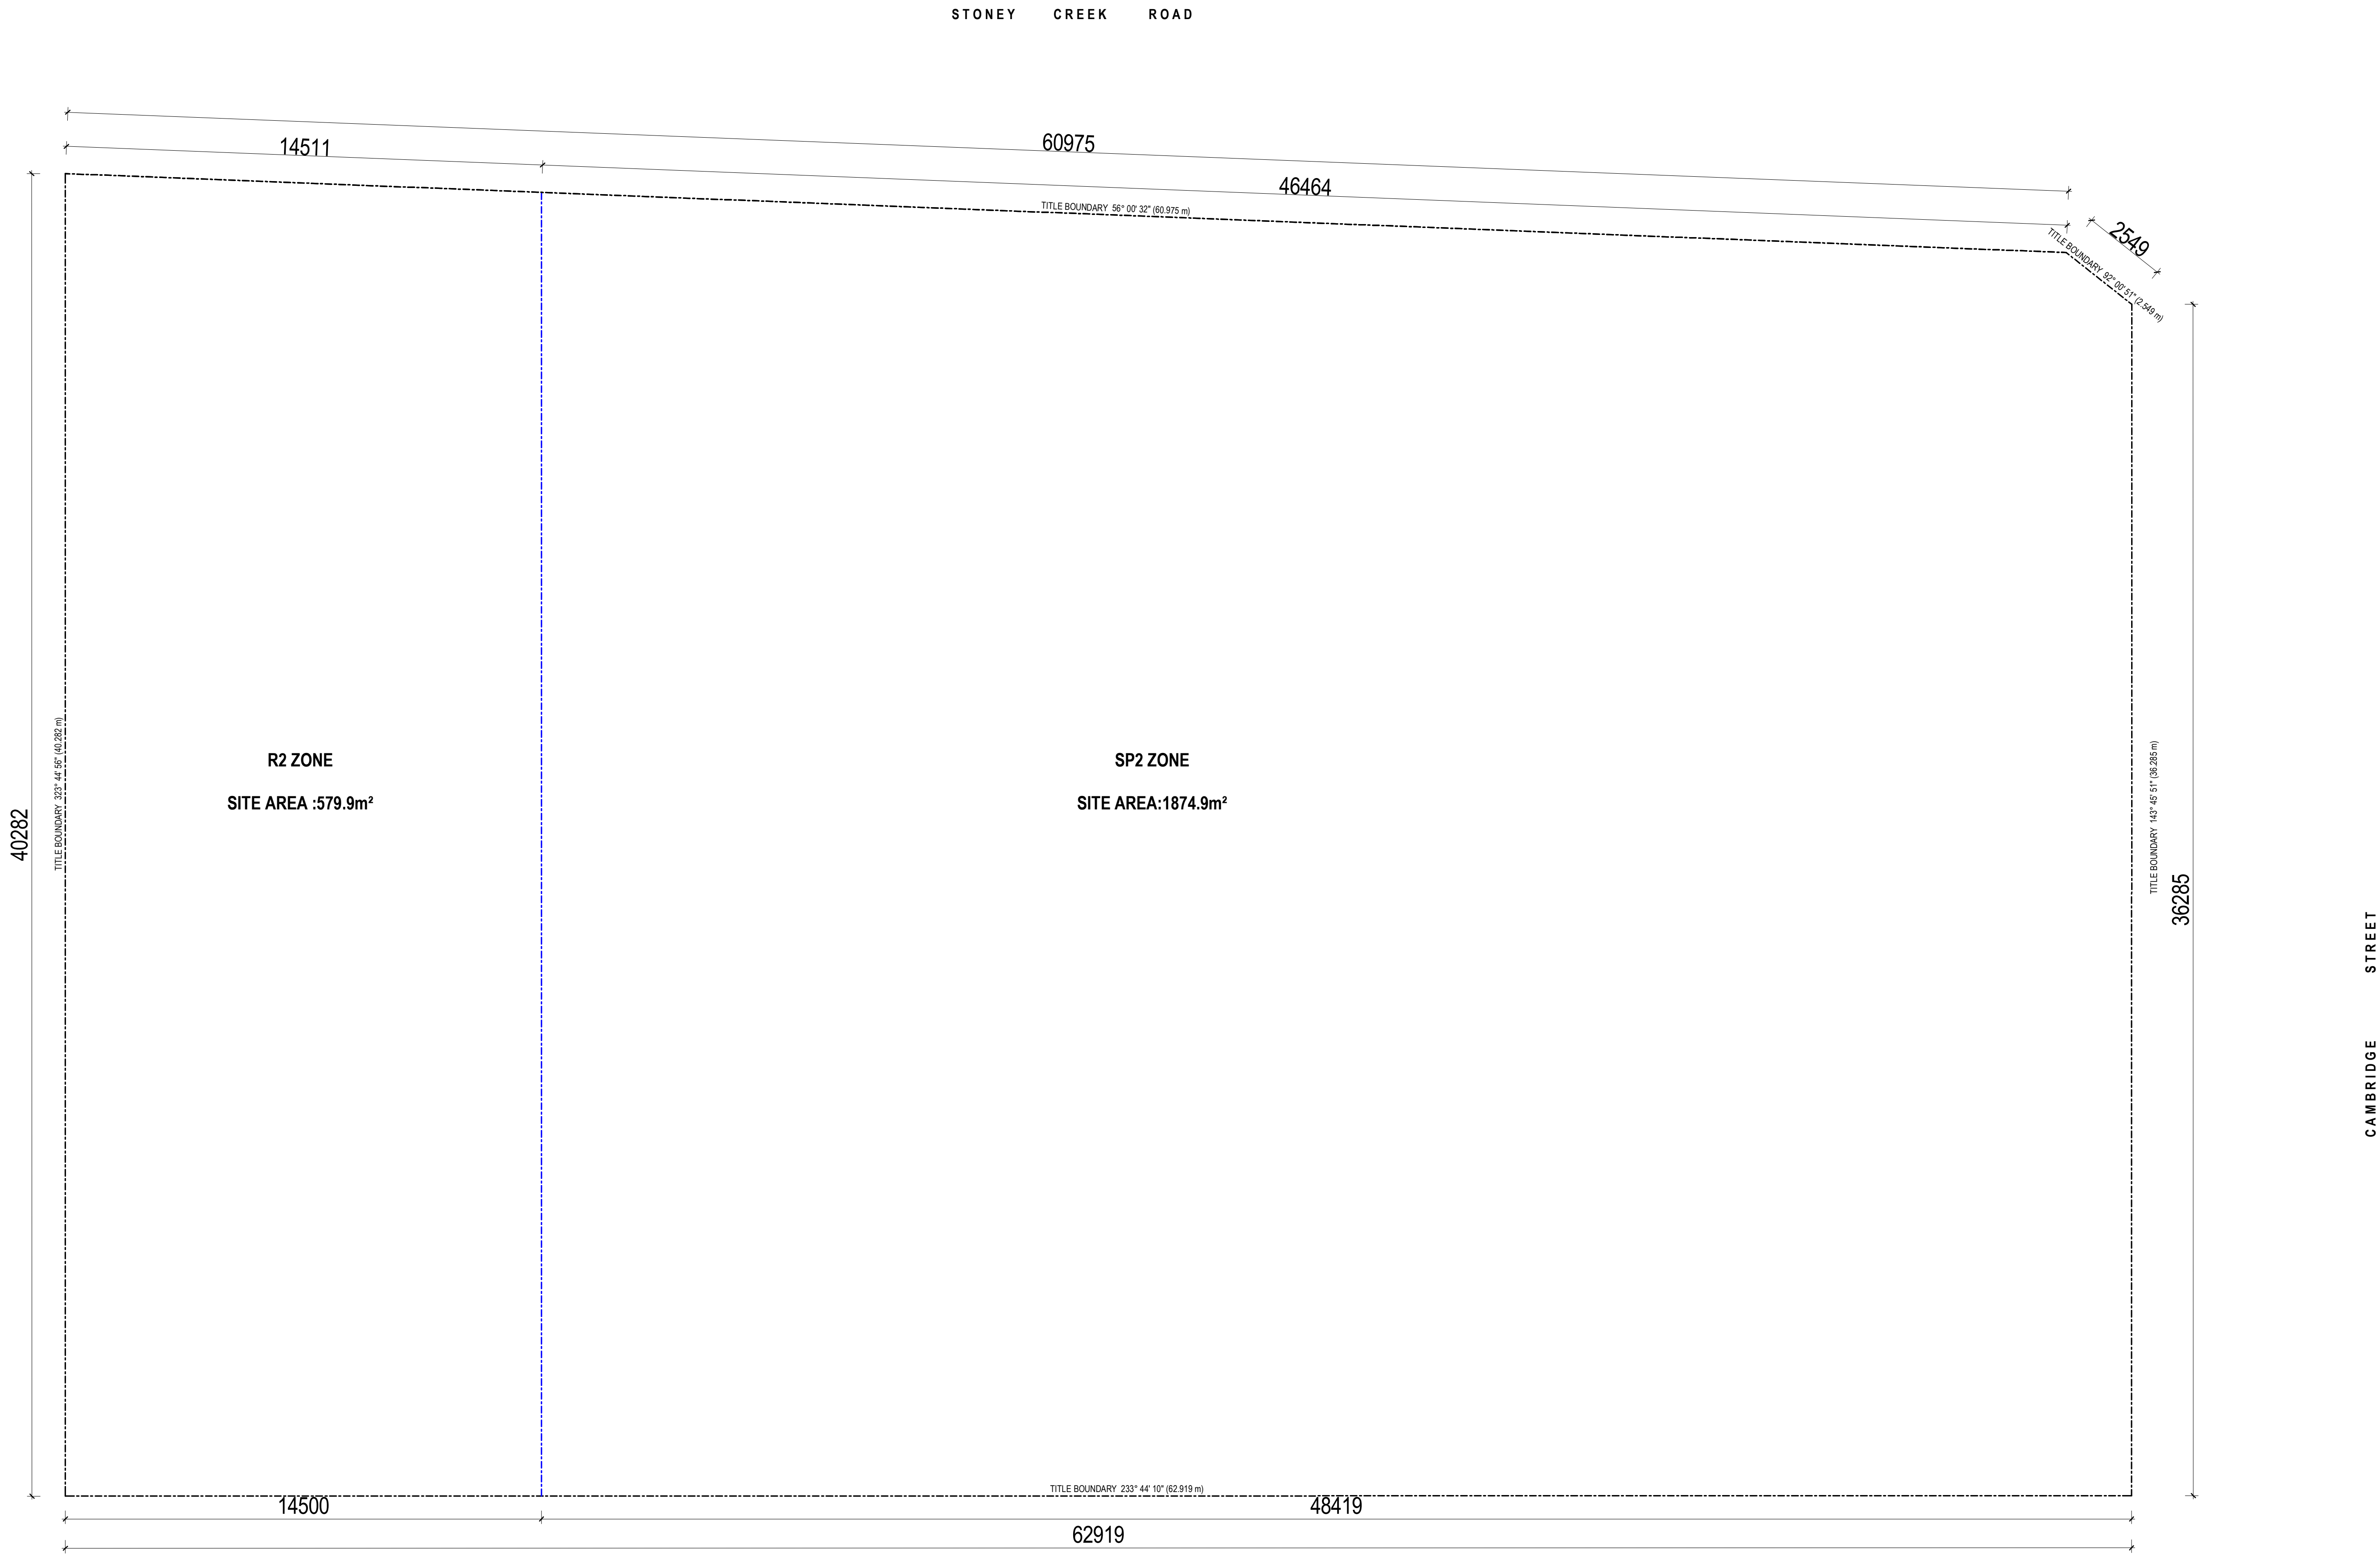 STONEY CREEK ROAD
60975
14511
46464
TITLE BOUNDARY 56° 00' 32" (60.975 m)
2549
TITLE BOUNDARY 92° 00' 51" (2.549 m)
R2 ZONE
SITE AREA :579.9m²
SP2 ZONE
SITE AREA:1874.9m²
40282
TITLE BOUNDARY 323° 44' 56" (40.282 m)
TITLE BOUNDARY 143° 45' 51" (36.285 m)
36285
CAMBRIDGE STREET
TITLE BOUNDARY 233° 44' 10" (62.919 m)
14500
48419
62919